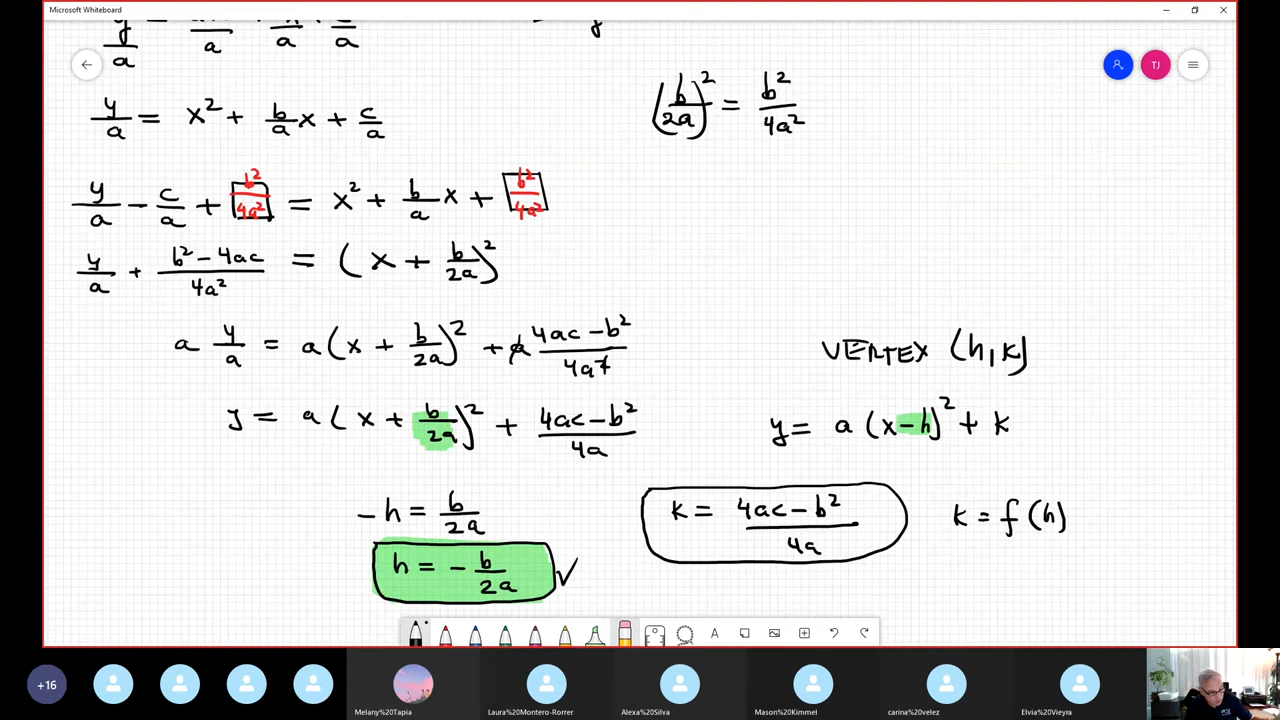 Microsoft Whiteboard
y/a = x² + b/a x + c/a
(b/2a)² = b²/4a²
TJ
y/a - c/a + b²/4a² = x² + b/a x + b²/4a²
y/a + b² - 4ac/4a² = (x + b/2a)²
a y/a = a(x + b/2a)² + a 4ac - b²/4a²
VERTEX (h, k)
y = a(x + b/2a)² + 4ac - b²/4a
y = a(x - h)² + k
-h = b/2a
k = 4ac - b²/4a
k = f(h)
h = - b/2a ✓
A
+16
Melany%20Tapia
Laura%20Montero-Rorrer
Alexa%20Silva
Mason%20Kimmel
carina%20velez
Elvia%20Vieyra